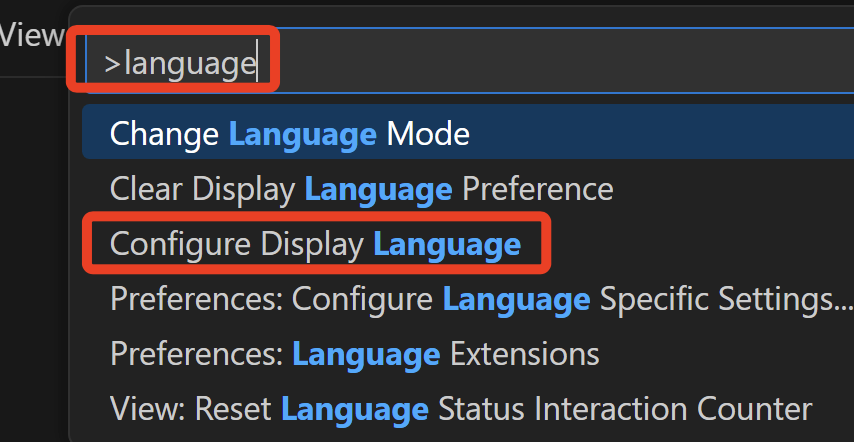 View
>language
Change Language Mode
Clear Display Language Preference
Configure Display Language
Preferences: Configure Language Specific Settings...
Preferences: Language Extensions
View: Reset Language Status Interaction Counter